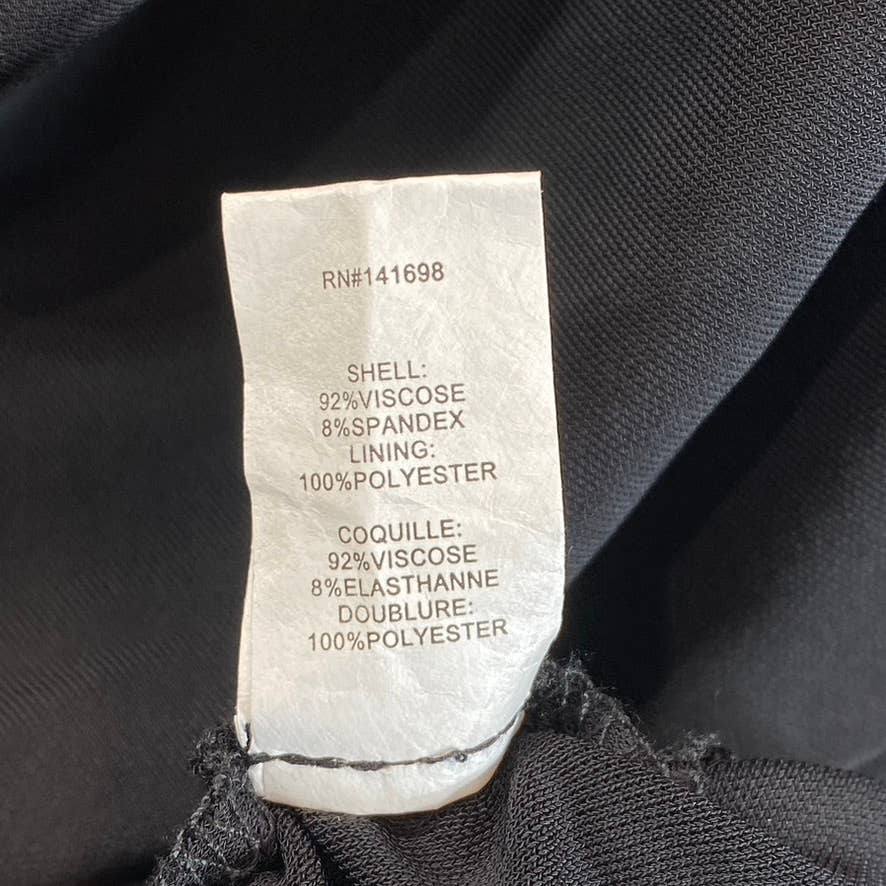 RN#141698
SHELL:
92%VISCOSE
8%SPANDEX
LINING:
100%POLYESTER
COQUILLE:
92%VISCOSE
8%ELASTHANNE
DOUBLURE:
100%POLYESTER